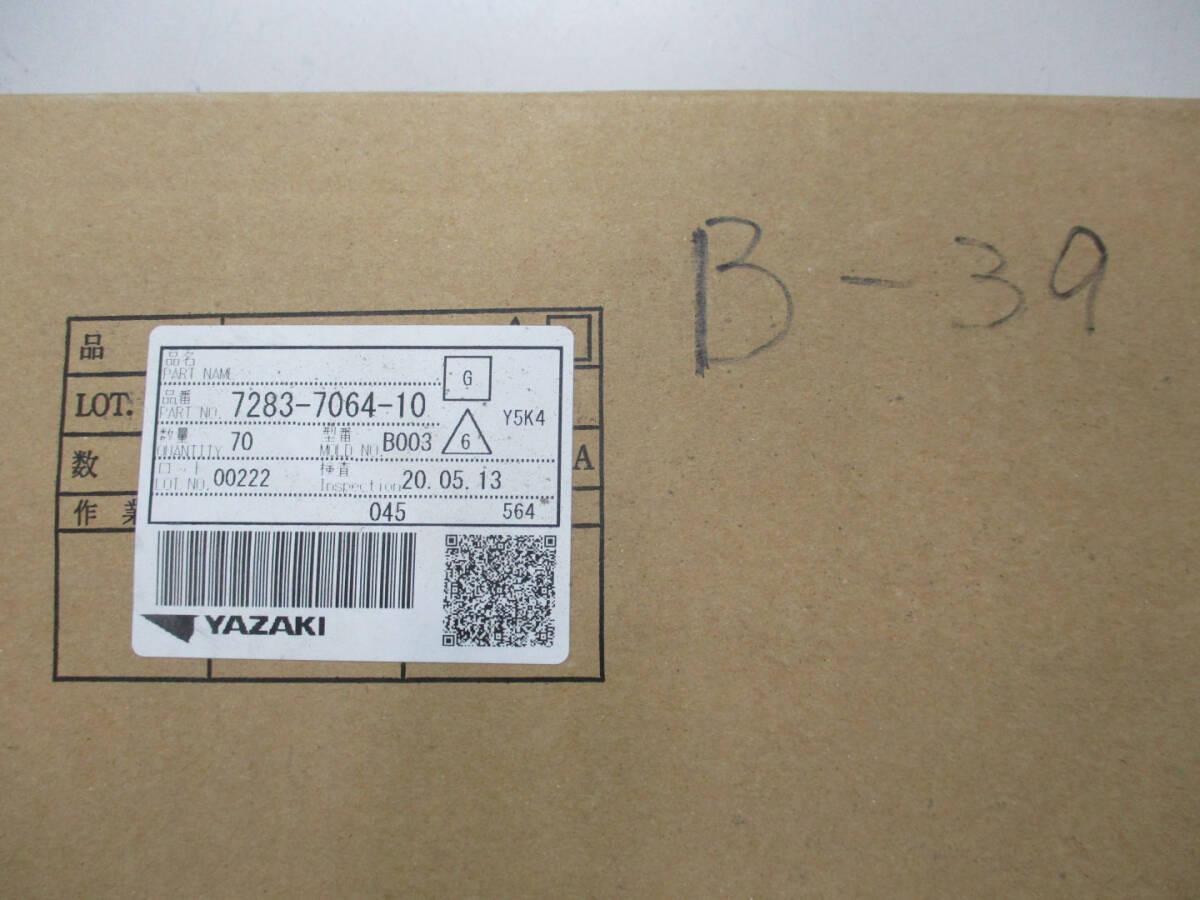 B-39
品
LOT.
数
A
作業
品名
PART NAME
G
品番
PART NO. 7283-7064-10
Y5K4
数量
QUANTITY 70
型番
MOLD NO. B003
6
ロット
LOT NO. 00222
検査
Inspection 20.05.13
045 564
YAZAKI